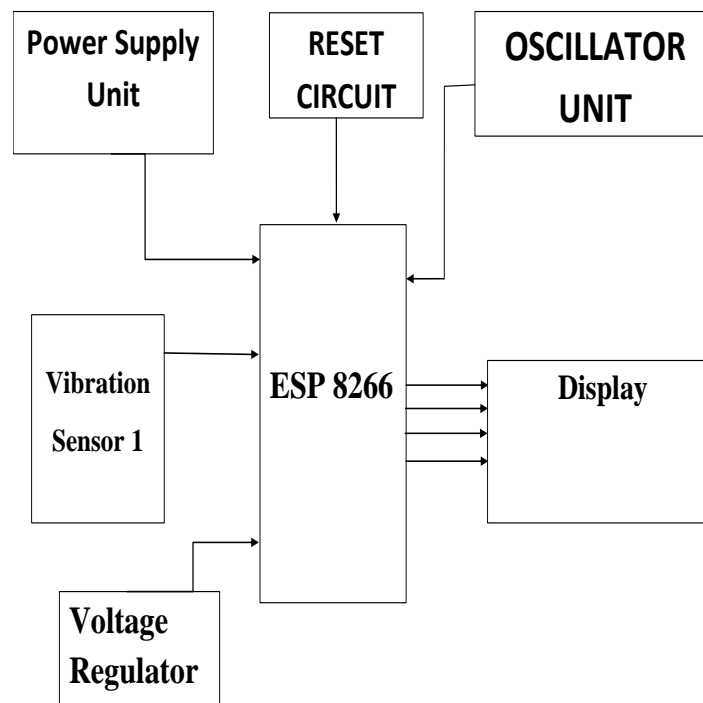 Power Supply
Unit
RESET
CIRCUIT
OSCILLATOR
UNIT
Vibration
Sensor 1
ESP 8266
Display
Voltage
Regulator